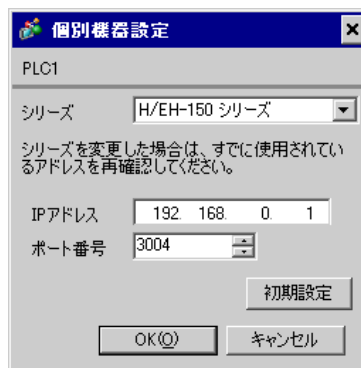 個別機器設定
PLC1
シリーズ H/EH-150 シリーズ
シリーズを変更した場合は、すでに使用されてい
るアドレスを再確認してください。
IPアドレス 192. 168. 0. 1
ポート番号 3004
初期設定
OK(O) キャンセル